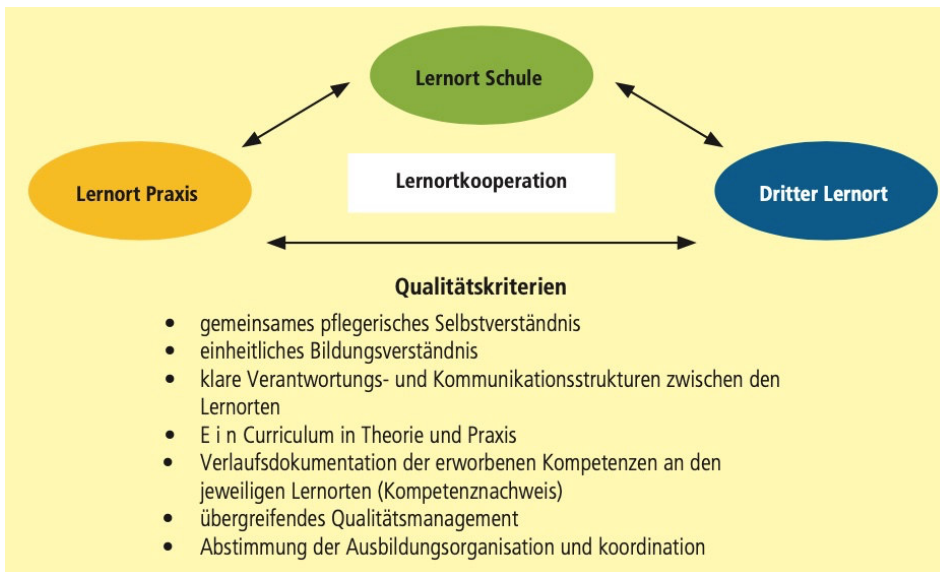 Lernort Schule
Lernort Praxis
Lernortkooperation
Dritter Lernort
Qualitätskriterien
• gemeinsames pflegerisches Selbstverständnis
• einheitliches Bildungsverständnis
• klare Verantwortungs- und Kommunikationsstrukturen zwischen den
Lernorten
• E i n Curriculum in Theorie und Praxis
• Verlaufsdokumentation der erworbenen Kompetenzen an den
jeweiligen Lernorten (Kompetenznachweis)
• übergreifendes Qualitätsmanagement
• Abstimmung der Ausbildungsorganisation und koordination